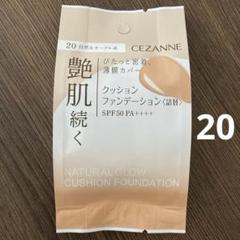 20 自然なオークル系
CEZANNE
ぴたっと密着、
薄膜カバー
艶肌続く
クッション
ファンデーション〈詰替〉
SPF50 PA++++
20
NATURAL GLOW
CUSHION FOUNDATION